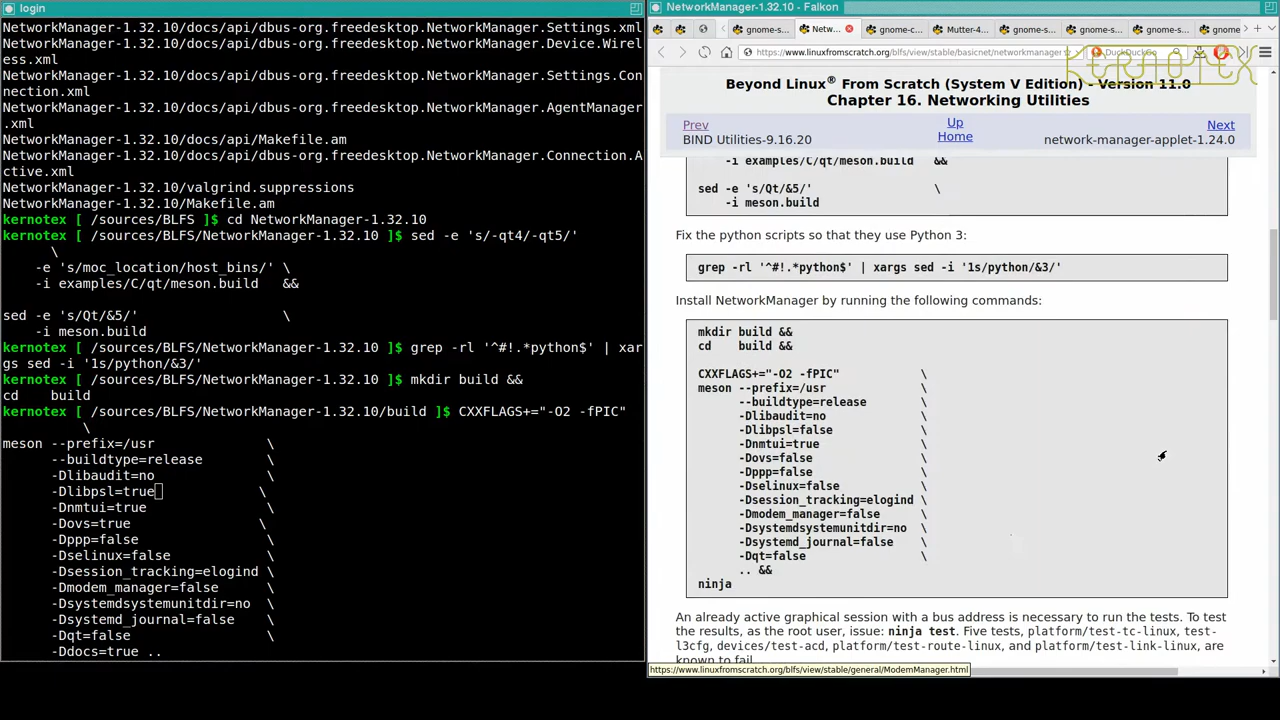 login
NetworkManager-1.32.10/docs/api/dbus-org.freedesktop.NetworkManager.Settings.xml
NetworkManager-1.32.10/docs/api/dbus-org.freedesktop.NetworkManager.Device.Wirel
ess.xml
NetworkManager-1.32.10/docs/api/dbus-org.freedesktop.NetworkManager.Settings.Con
nection.xml
NetworkManager-1.32.10/docs/api/dbus-org.freedesktop.NetworkManager.AgentManager
.xml
NetworkManager-1.32.10/docs/api/Makefile.am
NetworkManager-1.32.10/docs/api/dbus-org.freedesktop.NetworkManager.Connection.A
ctive.xml
NetworkManager-1.32.10/valgrind.suppressions
NetworkManager-1.32.10/Makefile.am
kernotex [ /sources/BLFS ]$ cd NetworkManager-1.32.10
kernotex [ /sources/BLFS/NetworkManager-1.32.10 ]$ sed -e 's/-qt4/-qt5/'
\
-e 's/moc_location/host_bins/' \
-i examples/C/qt/meson.build &&
sed -e 's/Qt/&5/' \
-i meson.build
kernotex [ /sources/BLFS/NetworkManager-1.32.10 ]$ grep -rl '^#!.*python$' | xar
gs sed -i '1s/python/&3/'
kernotex [ /sources/BLFS/NetworkManager-1.32.10 ]$ mkdir build &&
cd build
kernotex [ /sources/BLFS/NetworkManager-1.32.10/build ]$ CXXFLAGS+="-O2 -fPIC"
\
meson --prefix=/usr \
--buildtype=release \
-Dlibaudit=no \
-Dlibpsl=true \
-Dnmtui=true \
-Dovs=true \
-Dppp=false \
-Dselinux=false \
-Dsession_tracking=elogind \
-Dmodem_manager=false \
-Dsystemdsystemunitdir=no \
-Dsystemd_journal=false \
-Dqt=false \
-Ddocs=true ..
NetworkManager-1.32.10 - Falkon
gnome-s... Netw... gnome-c... Mutter-4... gnome-s... gnome-s... gnome-s... gnome
https://www.linuxfromscratch.org/blfs/view/stable/basicnet/networkmanager
DuckDuckGo
KERNOTEX
Beyond Linux® From Scratch (System V Edition) - Version 11.0
Chapter 16. Networking Utilities
Prev Up Next
BIND Utilities-9.16.20 Home network-manager-applet-1.24.0
-i examples/C/qt/meson.build &&
sed -e 's/Qt/&5/' \
-i meson.build
Fix the python scripts so that they use Python 3:
grep -rl '^#!.*python$' | xargs sed -i '1s/python/&3/'
Install NetworkManager by running the following commands:
mkdir build &&
cd build &&
CXXFLAGS+="-O2 -fPIC" \
meson --prefix=/usr \
--buildtype=release \
-Dlibaudit=no \
-Dlibpsl=false \
-Dnmtui=true \
-Dovs=false \
-Dppp=false \
-Dselinux=false \
-Dsession_tracking=elogind \
-Dmodem_manager=false \
-Dsystemdsystemunitdir=no \
-Dsystemd_journal=false \
-Dqt=false \
.. &&
ninja
An already active graphical session with a bus address is necessary to run the tests. To test
the results, as the root user, issue: ninja test. Five tests, platform/test-tc-linux, test-
l3cfg, devices/test-acd, platform/test-route-linux, and platform/test-link-linux, are
known to fail.
https://www.linuxfromscratch.org/blfs/view/stable/general/ModemManager.html